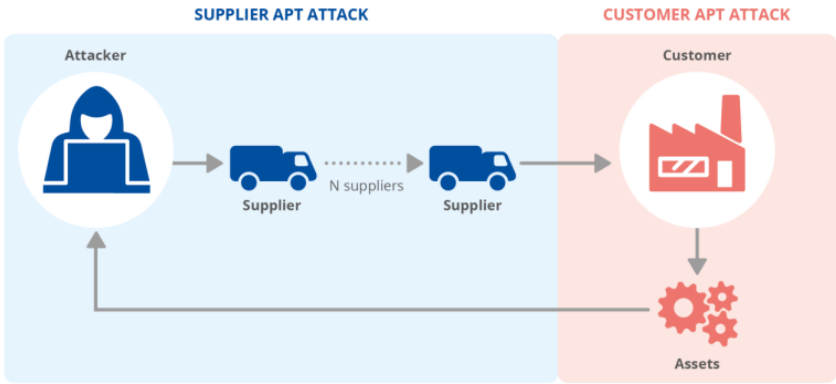 SUPPLIER APT ATTACK
CUSTOMER APT ATTACK
Attacker
Customer
N suppliers
Supplier
Supplier
Assets